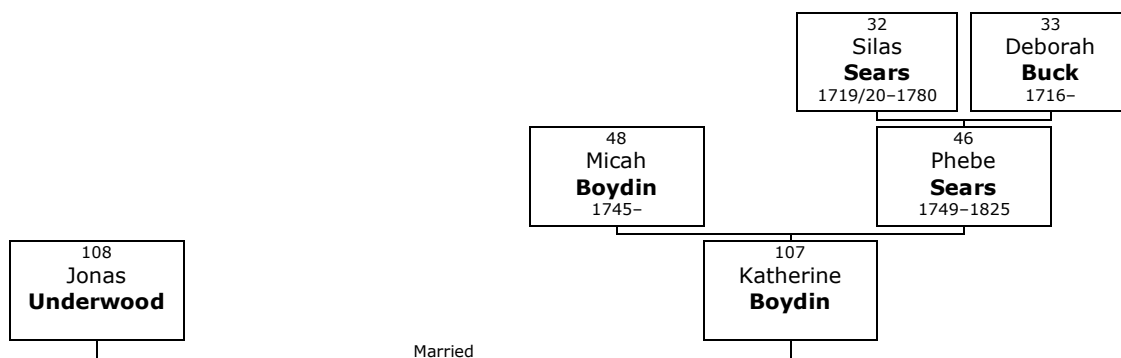 32
Silas
Sears
1719/20–1780
33
Deborah
Buck
1716–
48
Micah
Boydin
1745–
46
Phebe
Sears
1749–1825
108
Jonas
Underwood
107
Katherine
Boydin
Married